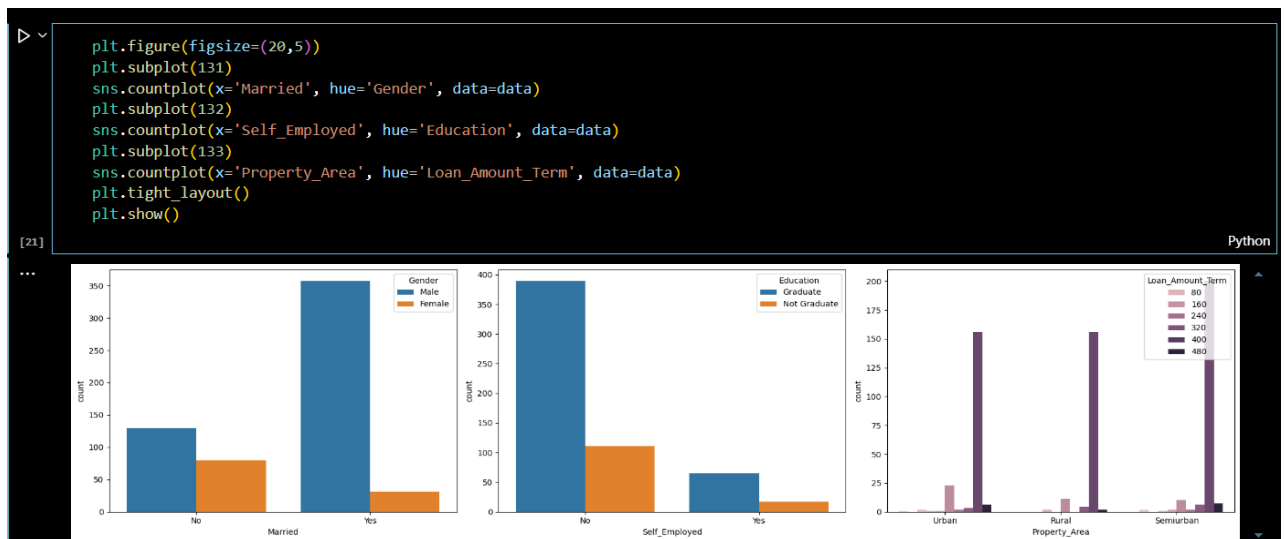 plt.figure(figsize=(20,5))
plt.subplot(131)
sns.countplot(x='Married', hue='Gender', data=data)
plt.subplot(132)
sns.countplot(x='Self_Employed', hue='Education', data=data)
plt.subplot(133)
sns.countplot(x='Property_Area', hue='Loan_Amount_Term', data=data)
plt.tight_layout()
plt.show()
[21]
Python
...
350
300
250
200
150
100
50
0
count
Gender
Male
Female
No
Yes
Married
400
350
300
250
200
150
100
50
0
count
Education
Graduate
Not Graduate
No
Yes
Self_Employed
200
175
150
125
100
75
50
25
0
count
Loan_Amount_Term
80
160
240
320
400
480
Urban
Rural
Semiurban
Property_Area